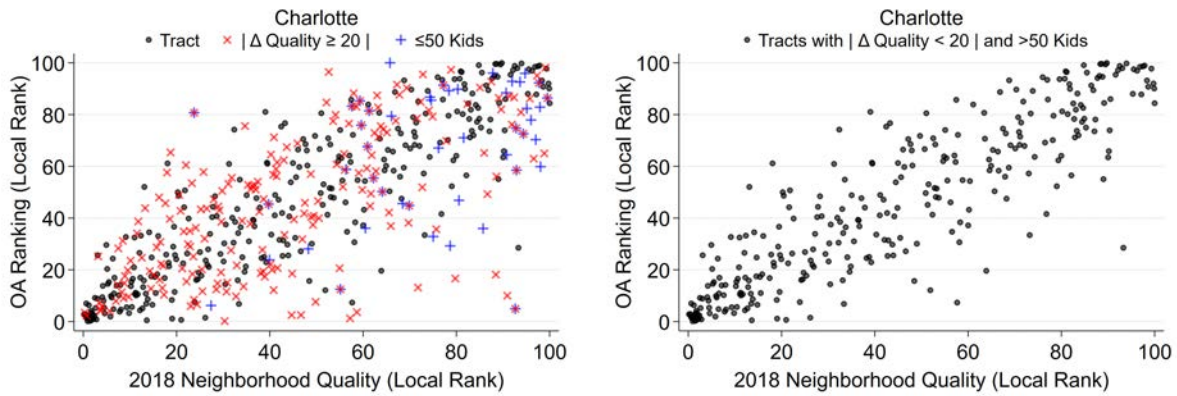 Charlotte
Tract
| Δ Quality ≥ 20 |
≤50 Kids
OA Ranking (Local Rank)
100
80
60
40
20
0
0 20 40 60 80 100
2018 Neighborhood Quality (Local Rank)
Charlotte
Tracts with | Δ Quality < 20 | and >50 Kids
OA Ranking (Local Rank)
100
80
60
40
20
0
0 20 40 60 80 100
2018 Neighborhood Quality (Local Rank)